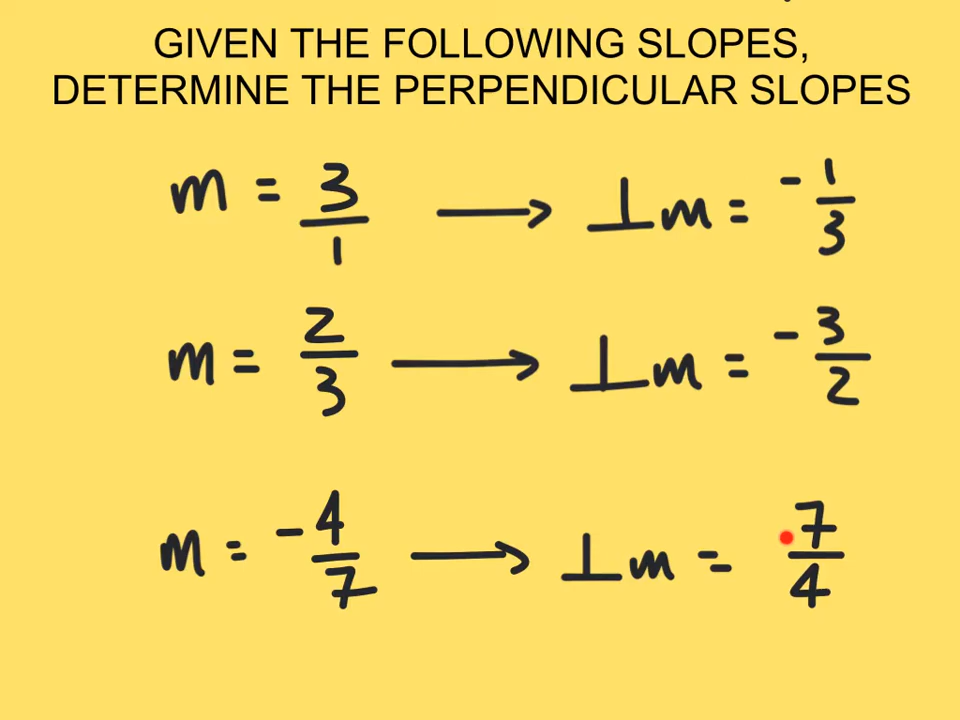 GIVEN THE FOLLOWING SLOPES,
DETERMINE THE PERPENDICULAR SLOPES
m = 3/1 → ⊥m = -1/3
m = 2/3 → ⊥m = -3/2
m = -4/7 → ⊥m = 7/4